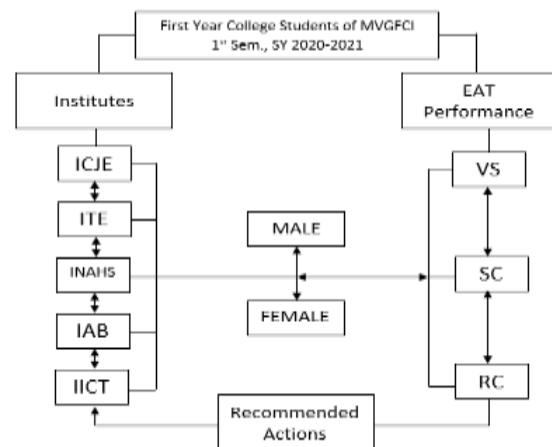 First Year College Students of MVGFCI
1st Sem., SY 2020-2021
Institutes
EAT
Performance
ICJE
VS
ITE
MALE
INAHS
SC
FEMALE
IAB
IICT
RC
Recommended
Actions